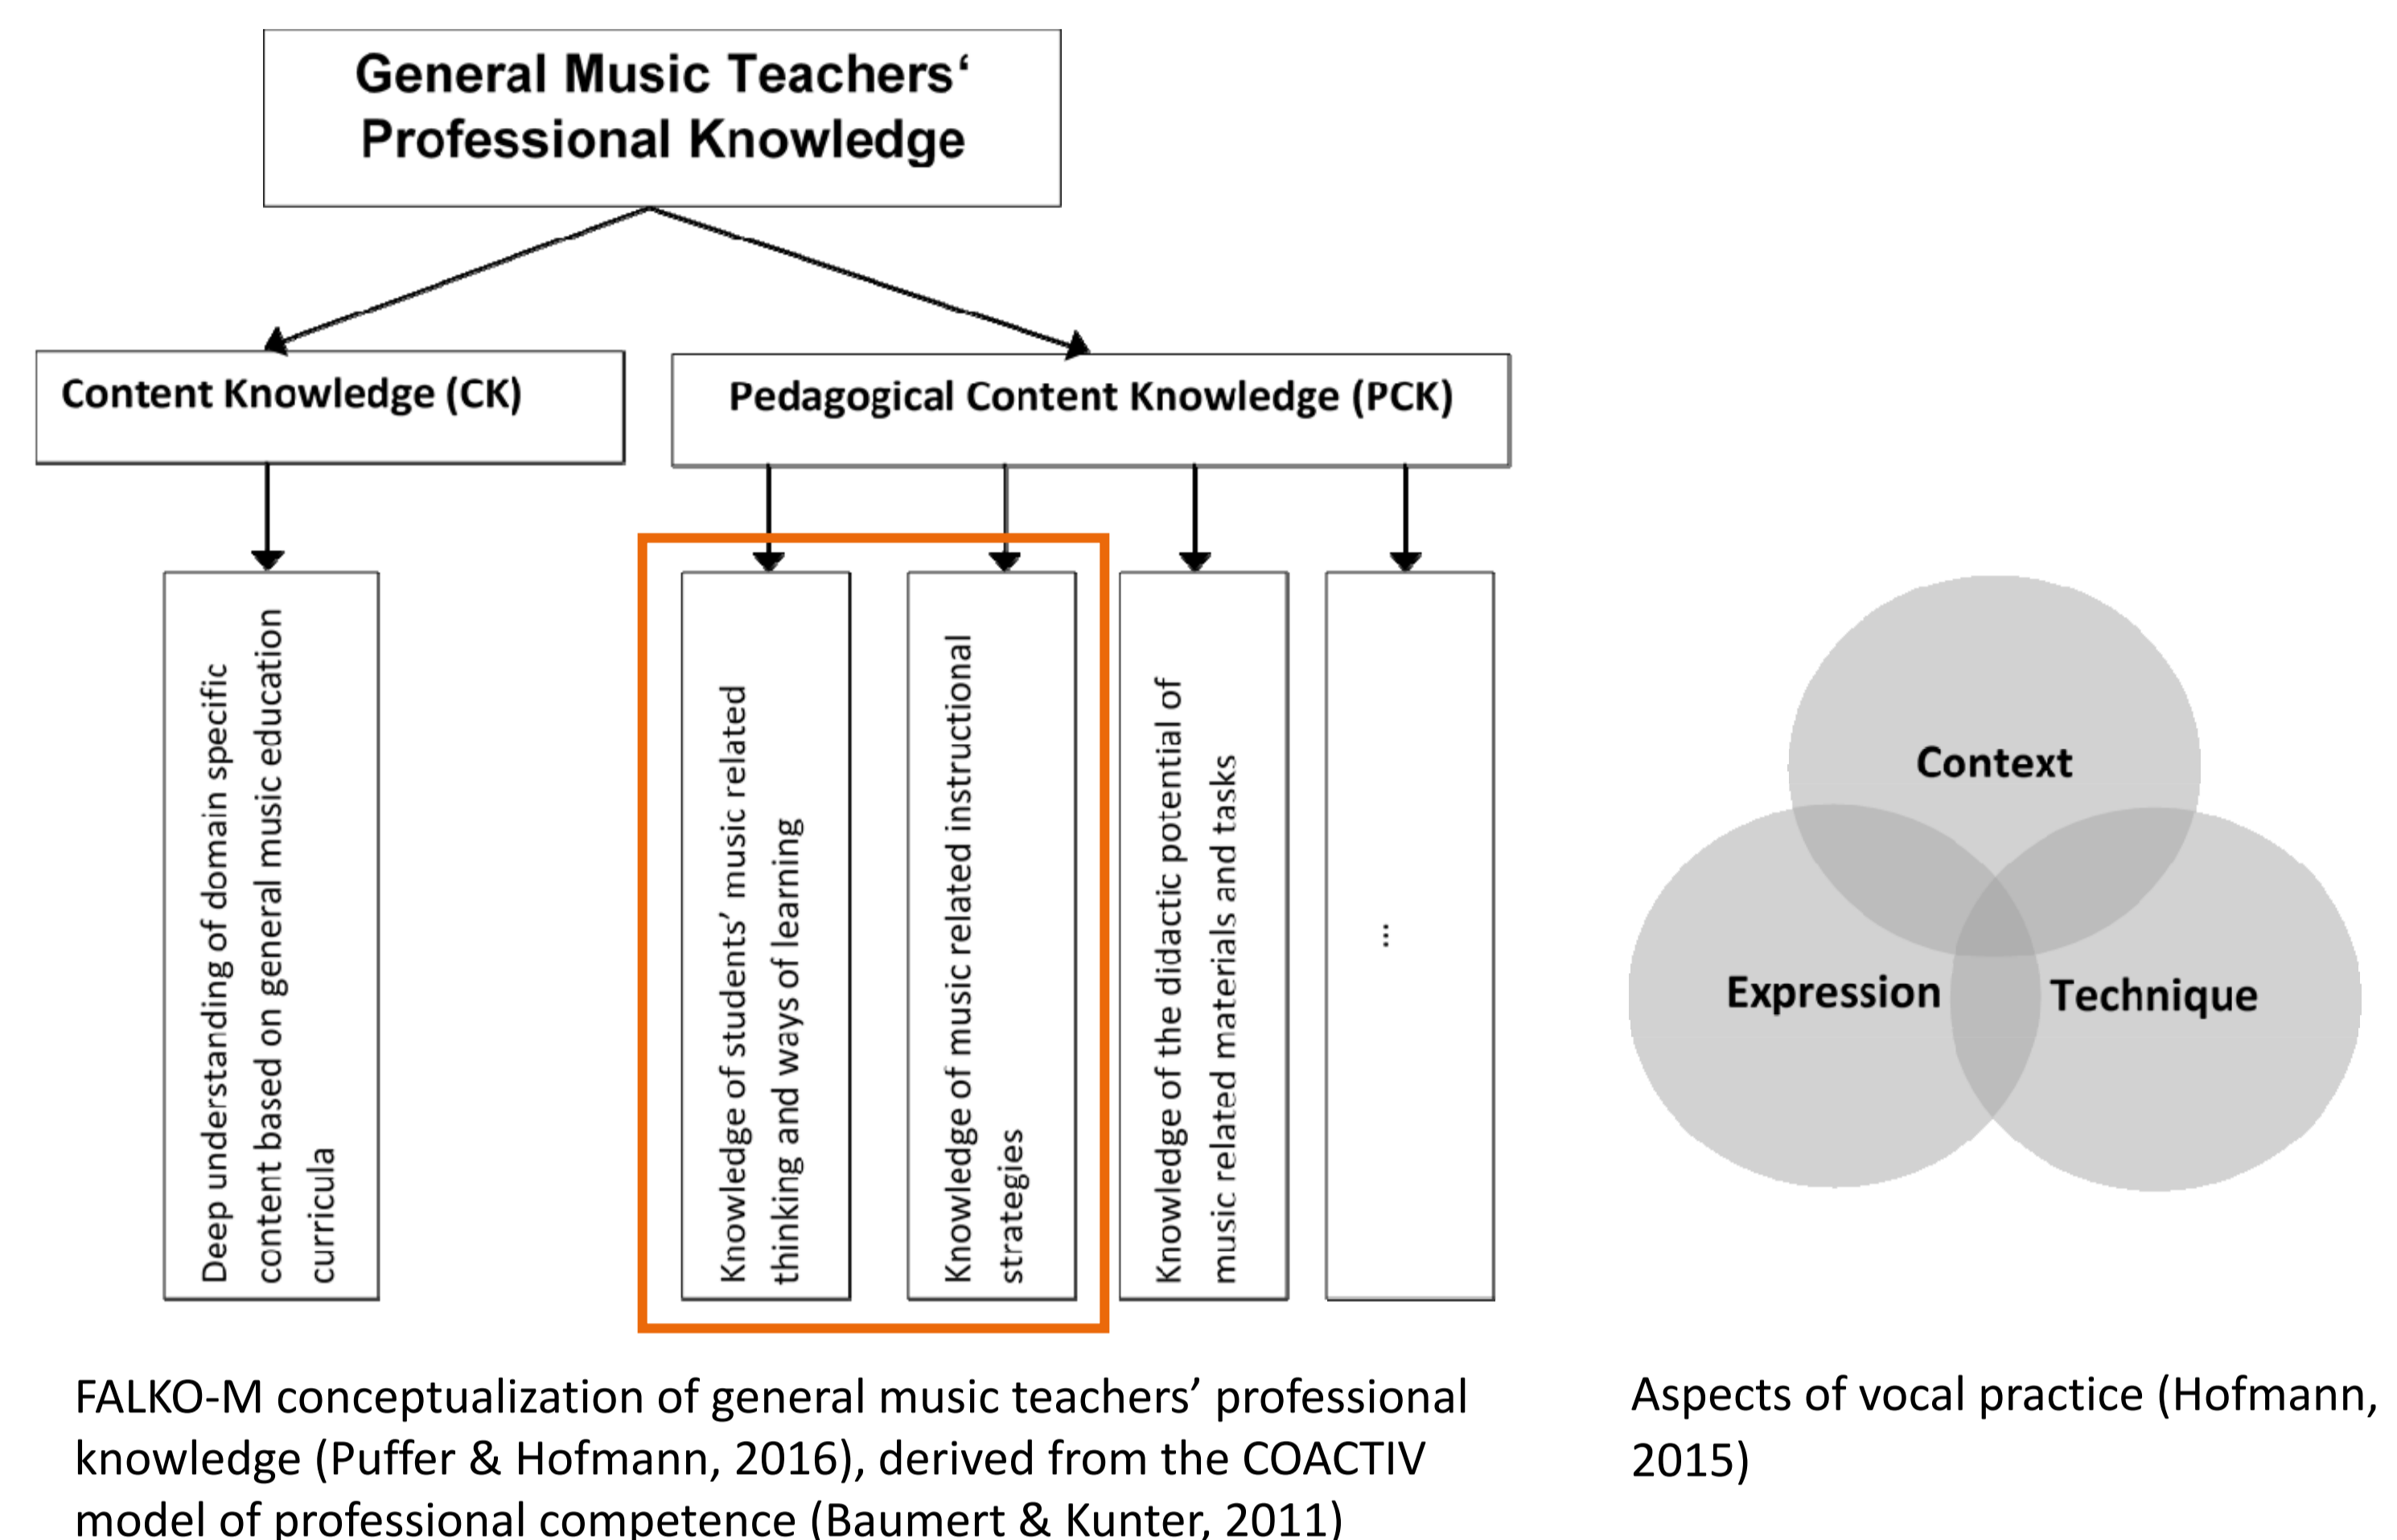 General Music Teachers‘
Professional Knowledge
Content Knowledge (CK)
Pedagogical Content Knowledge (PCK)
Deep understanding of domain specific
content based on general music education
curricula
Knowledge of students’ music related
thinking and ways of learning
Knowledge of music related instructional
strategies
Knowledge of the didactic potential of
music related materials and tasks
...
Context
Expression
Technique
FALKO-M conceptualization of general music teachers’ professional
knowledge (Puffer & Hofmann, 2016), derived from the COACTIV
model of professional competence (Baumert & Kunter, 2011)
Aspects of vocal practice (Hofmann,
2015)